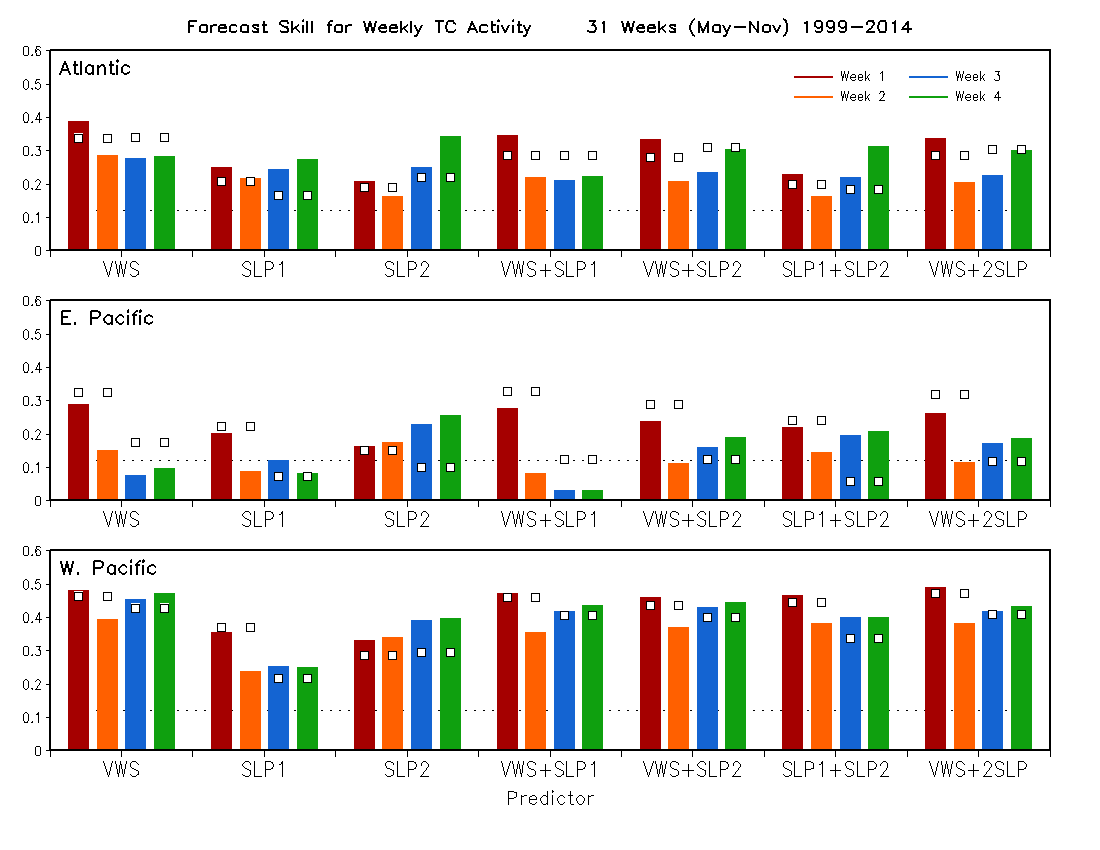 Forecast Skill for Weekly TC Activity 31 Weeks (May–Nov) 1999–2014
0.6
Atlantic
Week 1 Week 3
0.5
Week 2 Week 4
0.4
0.3
0.2
0.1
0
VWS SLP1 SLP2 VWS+SLP1 VWS+SLP2 SLP1+SLP2 VWS+2SLP
0.6
E. Pacific
0.5
0.4
0.3
0.2
0.1
0
VWS SLP1 SLP2 VWS+SLP1 VWS+SLP2 SLP1+SLP2 VWS+2SLP
0.6
W. Pacific
0.5
0.4
0.3
0.2
0.1
0
VWS SLP1 SLP2 VWS+SLP1 VWS+SLP2 SLP1+SLP2 VWS+2SLP
Predictor